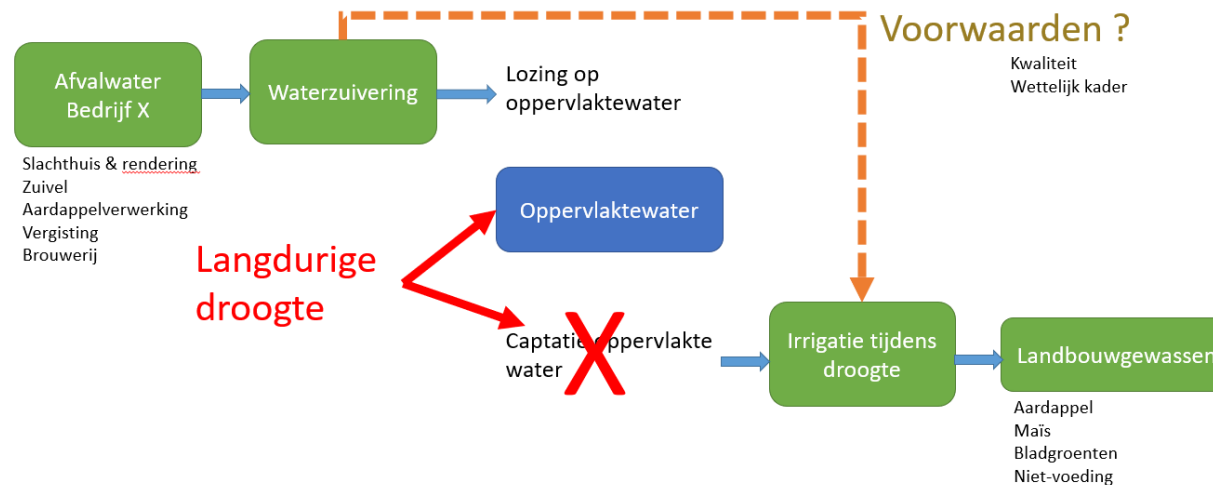 Voorwaarden ?
Kwaliteit
Wettelijk kader
Afvalwater
Bedrijf X
Waterzuivering
Lozing op
oppervlaktewater
Slachthuis & rendering
Zuivel
Aardappelverwerking
Vergisting
Brouwerij
Oppervlaktewater
Langdurige
droogte
Captatie oppervlakte
water
X
Irrigatie tijdens
droogte
Landbouwgewassen
Aardappel
Maïs
Bladgroenten
Niet-voeding